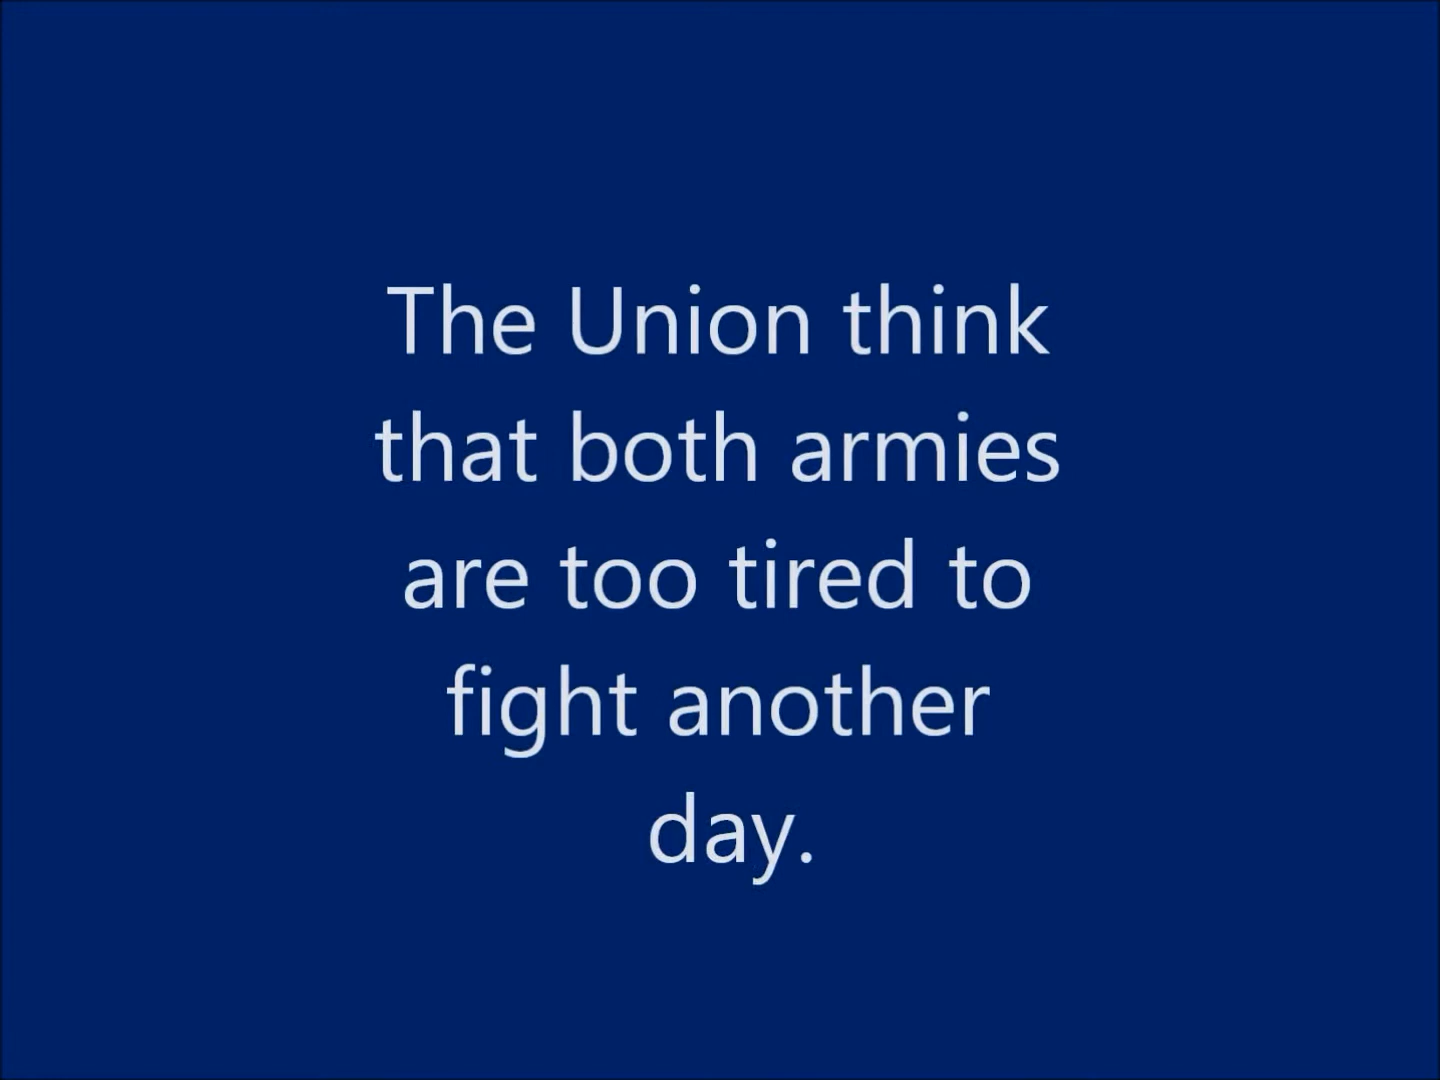 The Union think
that both armies
are too tired to
fight another
day.